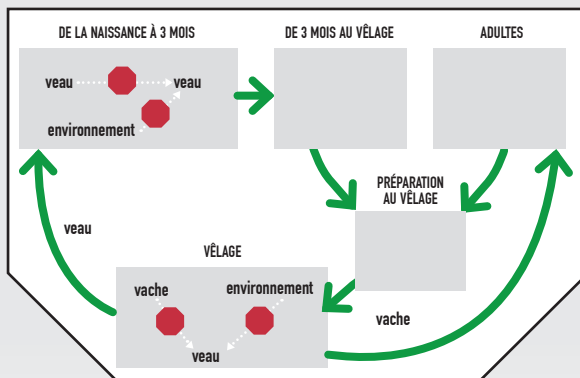 DE LA NAISSANCE À 3 MOIS
DE 3 MOIS AU VÊLAGE
ADULTES
veau
veau
environnement
PRÉPARATION
AU VÊLAGE
veau
VÊLAGE
vache
environnement
vache
veau